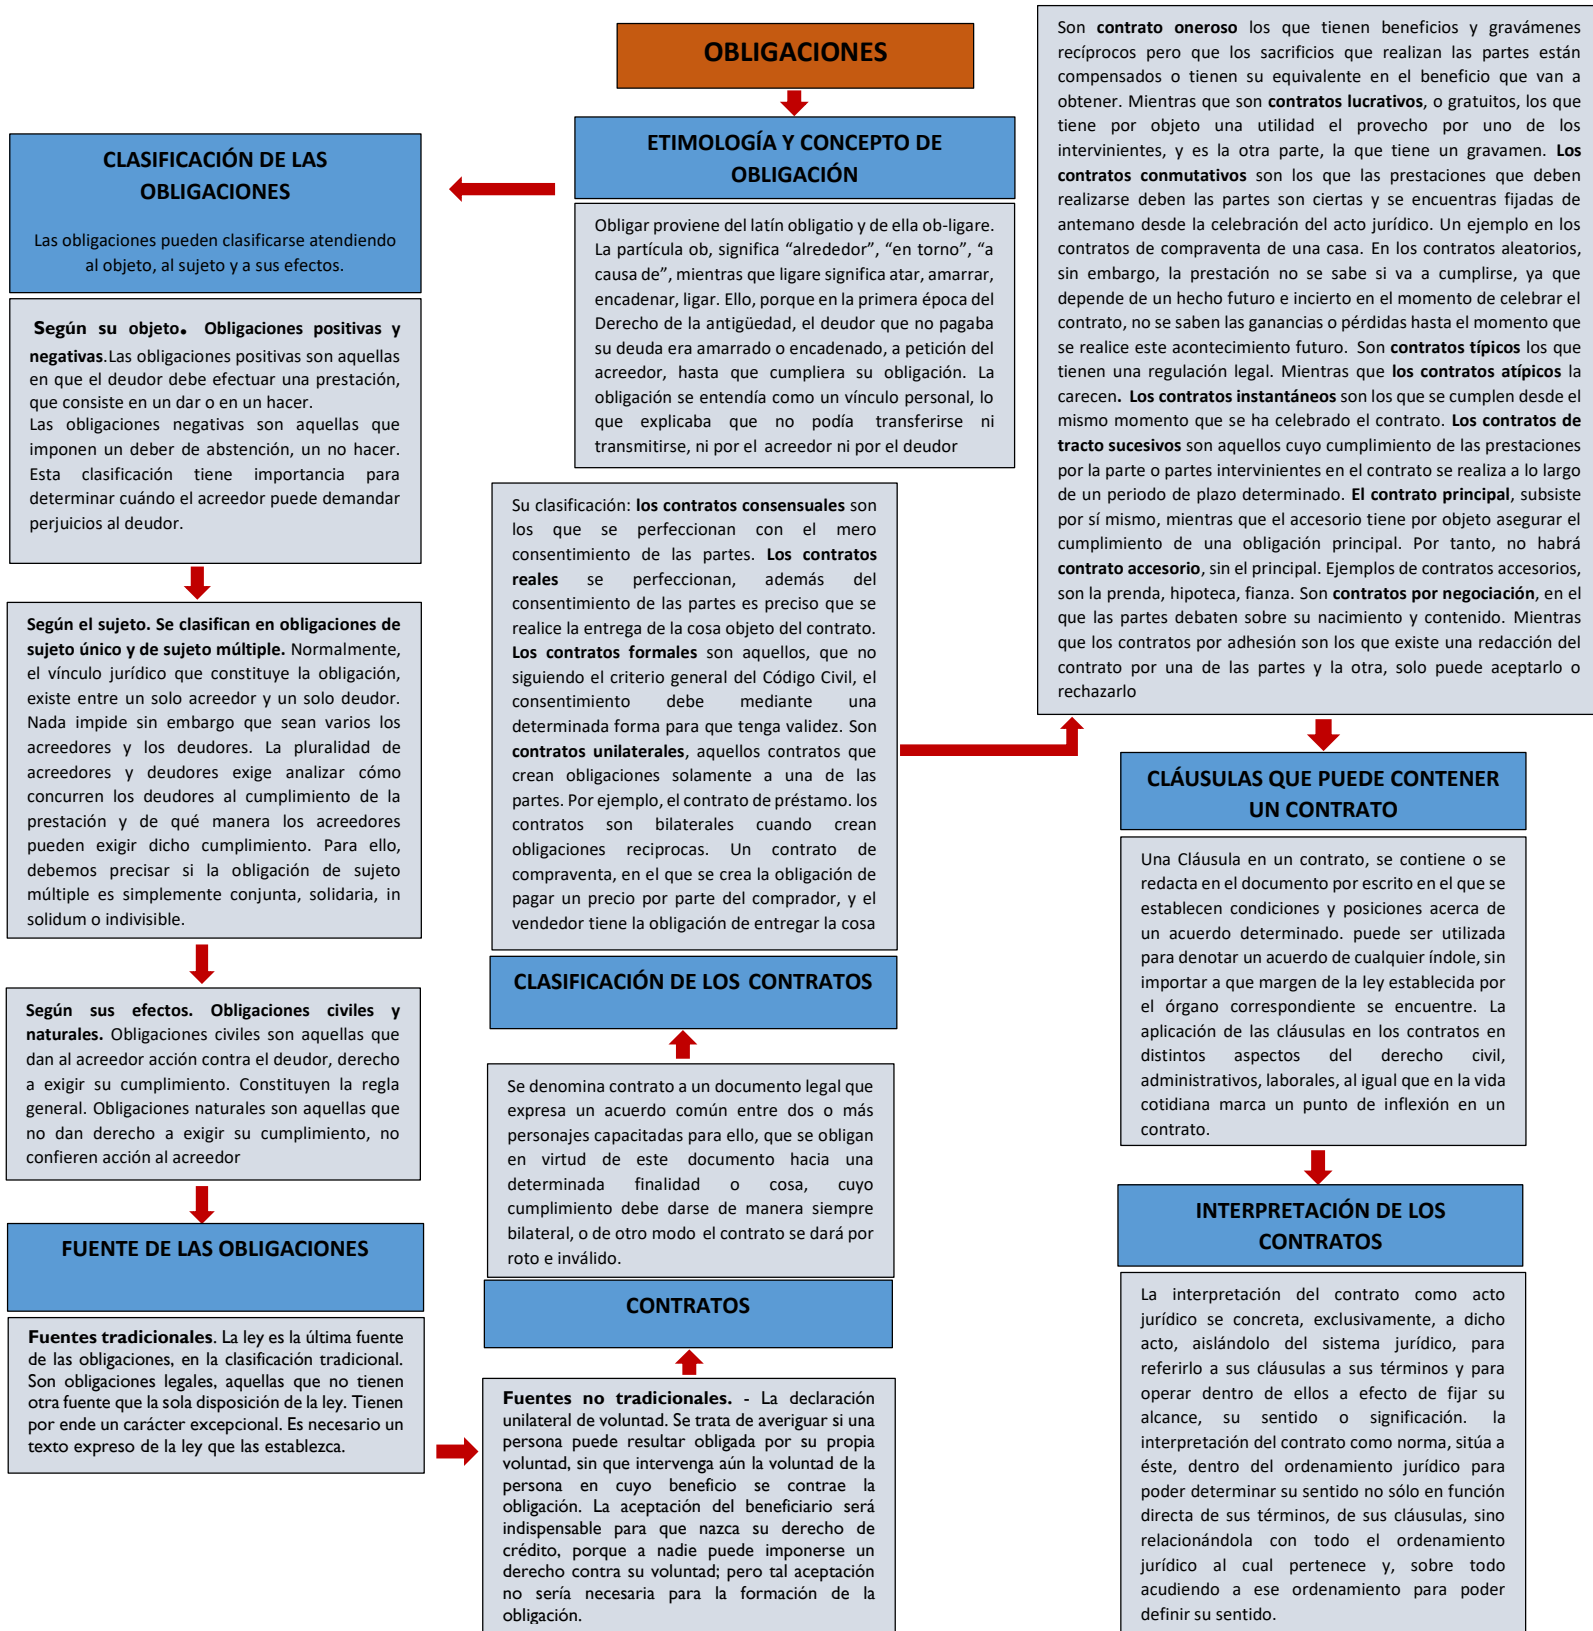 OBLIGACIONES
ETIMOLOGÍA Y CONCEPTO DE
OBLIGACIÓN
Obligar proviene del latín obligatio y de ella ob-ligare.
La partícula ob, significa “alrededor”, “en torno”, “a
causa de”, mientras que ligare significa atar, amarrar,
encadenar, ligar. Ello, porque en la primera época del
Derecho de la antigüedad, el deudor que no pagaba
su deuda era amarrado o encadenado, a petición del
acreedor, hasta que cumpliera su obligación. La
obligación se entendía como un vínculo personal, lo
que explicaba que no podía transferirse ni
transmitirse, ni por el acreedor ni por el deudor
CLASIFICACIÓN DE LAS
OBLIGACIONES
Las obligaciones pueden clasificarse atendiendo
al objeto, al sujeto y a sus efectos.
Según su objeto. Obligaciones positivas y
negativas.Las obligaciones positivas son aquellas
en que el deudor debe efectuar una prestación,
que consiste en un dar o en un hacer.
Las obligaciones negativas son aquellas que
imponen un deber de abstención, un no hacer.
Esta clasificación tiene importancia para
determinar cuándo el acreedor puede demandar
perjuicios al deudor.
Según el sujeto. Se clasifican en obligaciones de
sujeto único y de sujeto múltiple. Normalmente,
el vínculo jurídico que constituye la obligación,
existe entre un solo acreedor y un solo deudor.
Nada impide sin embargo que sean varios los
acreedores y los deudores. La pluralidad de
acreedores y deudores exige analizar cómo
concurren los deudores al cumplimiento de la
prestación y de qué manera los acreedores
pueden exigir dicho cumplimiento. Para ello,
debemos precisar si la obligación de sujeto
múltiple es simplemente conjunta, solidaria, in
solidum o indivisible.
Según sus efectos. Obligaciones civiles y
naturales. Obligaciones civiles son aquellas que
dan al acreedor acción contra el deudor, derecho
a exigir su cumplimiento. Constituyen la regla
general. Obligaciones naturales son aquellas que
no dan derecho a exigir su cumplimiento, no
confieren acción al acreedor
FUENTE DE LAS OBLIGACIONES
Fuentes tradicionales. La ley es la última fuente
de las obligaciones, en la clasificación tradicional.
Son obligaciones legales, aquellas que no tienen
otra fuente que la sola disposición de la ley. Tienen
por ende un carácter excepcional. Es necesario un
texto expreso de la ley que las establezca.
Fuentes no tradicionales. - La declaración
unilateral de voluntad. Se trata de averiguar si una
persona puede resultar obligada por su propia
voluntad, sin que intervenga aún la voluntad de la
persona en cuyo beneficio se contrae la
obligación. La aceptación del beneficiario será
indispensable para que nazca su derecho de
crédito, porque a nadie puede imponerse un
derecho contra su voluntad; pero tal aceptación
no sería necesaria para la formación de la
obligación.
CONTRATOS
Se denomina contrato a un documento legal que
expresa un acuerdo común entre dos o más
personajes capacitadas para ello, que se obligan
en virtud de este documento hacia una
determinada finalidad o cosa, cuyo
cumplimiento debe darse de manera siempre
bilateral, o de otro modo el contrato se dará por
roto e inválido.
CLASIFICACIÓN DE LOS CONTRATOS
Su clasificación: los contratos consensuales son
los que se perfeccionan con el mero
consentimiento de las partes. Los contratos
reales se perfeccionan, además del
consentimiento de las partes es preciso que se
realice la entrega de la cosa objeto del contrato.
Los contratos formales son aquellos, que no
siguiendo el criterio general del Código Civil, el
consentimiento debe mediante una
determinada forma para que tenga validez. Son
contratos unilaterales, aquellos contratos que
crean obligaciones solamente a una de las
partes. Por ejemplo, el contrato de préstamo. los
contratos son bilaterales cuando crean
obligaciones reciprocas. Un contrato de
compraventa, en el que se crea la obligación de
pagar un precio por parte del comprador, y el
vendedor tiene la obligación de entregar la cosa
Son contrato oneroso los que tienen beneficios y gravámenes
recíprocos pero que los sacrificios que realizan las partes están
compensados o tienen su equivalente en el beneficio que van a
obtener. Mientras que son contratos lucrativos, o gratuitos, los que
tiene por objeto una utilidad el provecho por uno de los
intervinientes, y es la otra parte, la que tiene un gravamen. Los
contratos conmutativos son los que las prestaciones que deben
realizarse deben las partes son ciertas y se encuentras fijadas de
antemano desde la celebración del acto jurídico. Un ejemplo en los
contratos de compraventa de una casa. En los contratos aleatorios,
sin embargo, la prestación no se sabe si va a cumplirse, ya que
depende de un hecho futuro e incierto en el momento de celebrar el
contrato, no se saben las ganancias o pérdidas hasta el momento que
se realice este acontecimiento futuro. Son contratos típicos los que
tienen una regulación legal. Mientras que los contratos atípicos la
carecen. Los contratos instantáneos son los que se cumplen desde el
mismo momento que se ha celebrado el contrato. Los contratos de
tracto sucesivos son aquellos cuyo cumplimiento de las prestaciones
por la parte o partes intervinientes en el contrato se realiza a lo largo
de un periodo de plazo determinado. El contrato principal, subsiste
por sí mismo, mientras que el accesorio tiene por objeto asegurar el
cumplimiento de una obligación principal. Por tanto, no habrá
contrato accesorio, sin el principal. Ejemplos de contratos accesorios,
son la prenda, hipoteca, fianza. Son contratos por negociación, en el
que las partes debaten sobre su nacimiento y contenido. Mientras
que los contratos por adhesión son los que existe una redacción del
contrato por una de las partes y la otra, solo puede aceptarlo o
rechazarlo
CLÁUSULAS QUE PUEDE CONTENER
UN CONTRATO
Una Cláusula en un contrato, se contiene o se
redacta en el documento por escrito en el que se
establecen condiciones y posiciones acerca de
un acuerdo determinado. puede ser utilizada
para denotar un acuerdo de cualquier índole, sin
importar a que margen de la ley establecida por
el órgano correspondiente se encuentre. La
aplicación de las cláusulas en los contratos en
distintos aspectos del derecho civil,
administrativos, laborales, al igual que en la vida
cotidiana marca un punto de inflexión en un
contrato.
INTERPRETACIÓN DE LOS
CONTRATOS
La interpretación del contrato como acto
jurídico se concreta, exclusivamente, a dicho
acto, aislándolo del sistema jurídico, para
referirlo a sus cláusulas a sus términos y para
operar dentro de ellos a efecto de fijar su
alcance, su sentido o significación. la
interpretación del contrato como norma, sitúa a
éste, dentro del ordenamiento jurídico para
poder determinar su sentido no sólo en función
directa de sus términos, de sus cláusulas, sino
relacionándola con todo el ordenamiento
jurídico al cual pertenece y, sobre todo
acudiendo a ese ordenamiento para poder
definir su sentido.